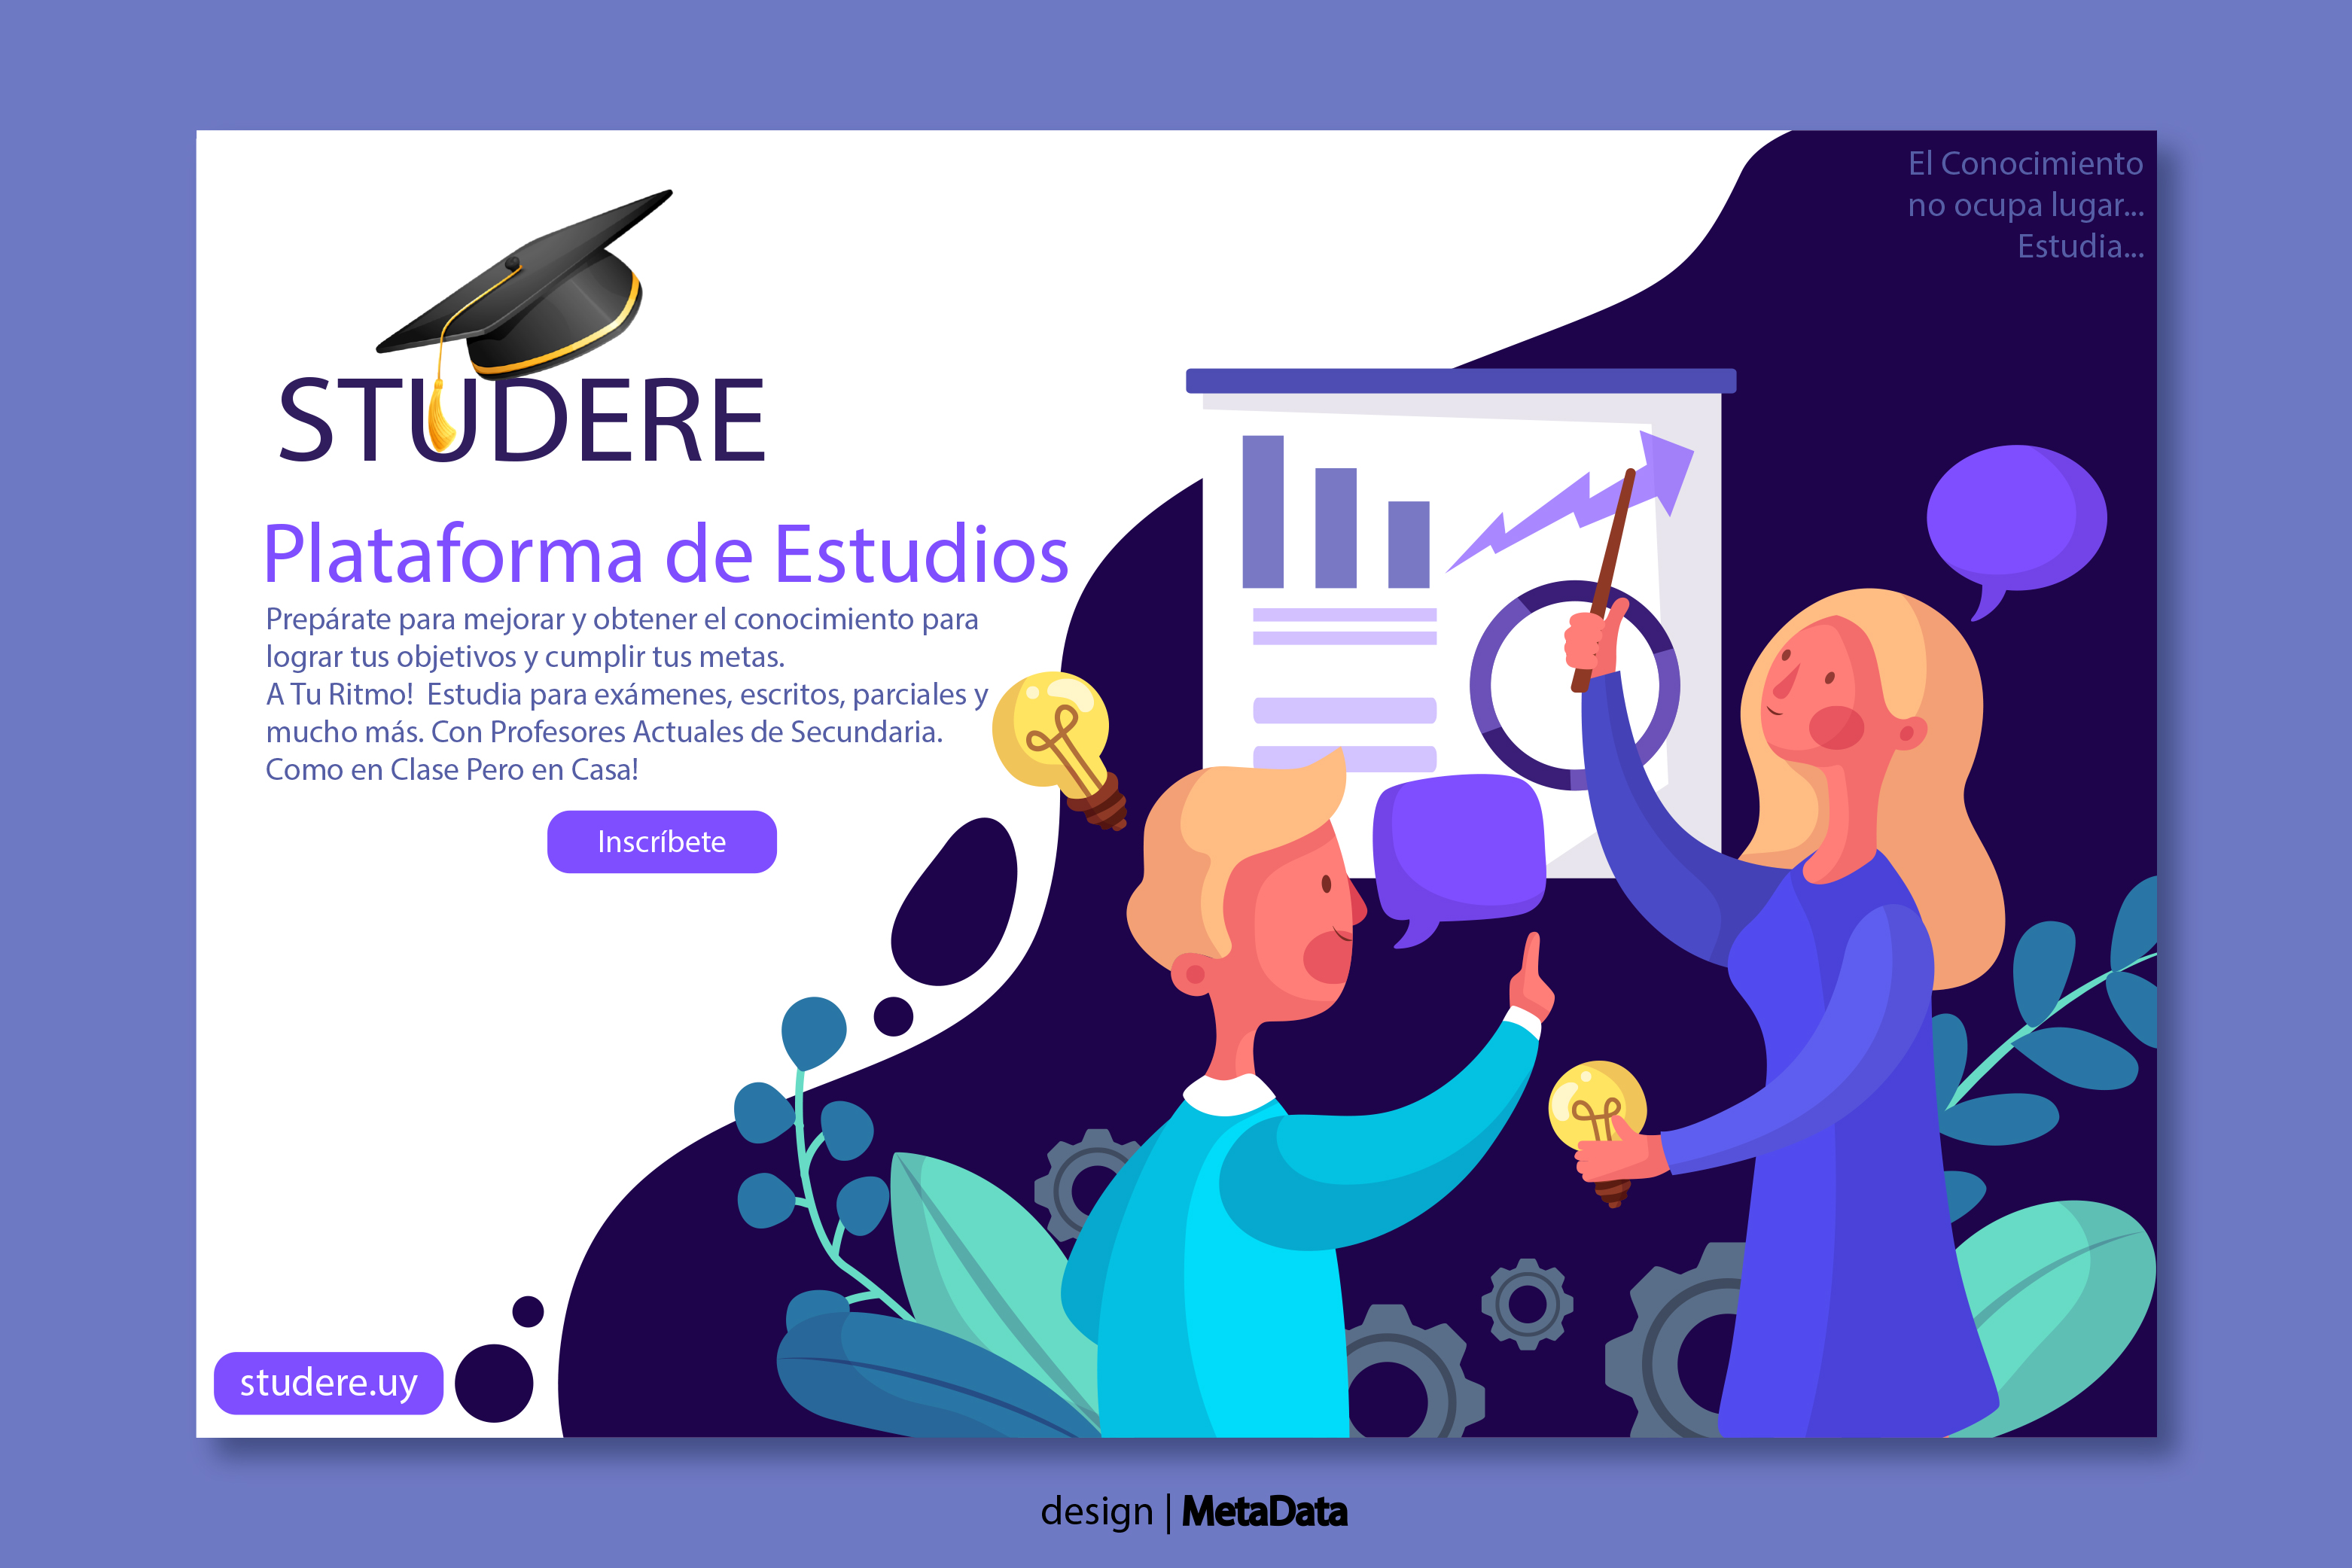 El Conocimiento
no ocupa lugar...
Estudia...
STUDERE
Plataforma de Estudios
Prepárate para mejorar y obtener el conocimiento para
lograr tus objetivos y cumplir tus metas.
A Tu Ritmo!  Estudia para exámenes, escritos, parciales y
mucho más. Con Profesores Actuales de Secundaria.
Como en Clase Pero en Casa!
Inscríbete
studere.uy
design | MetaData